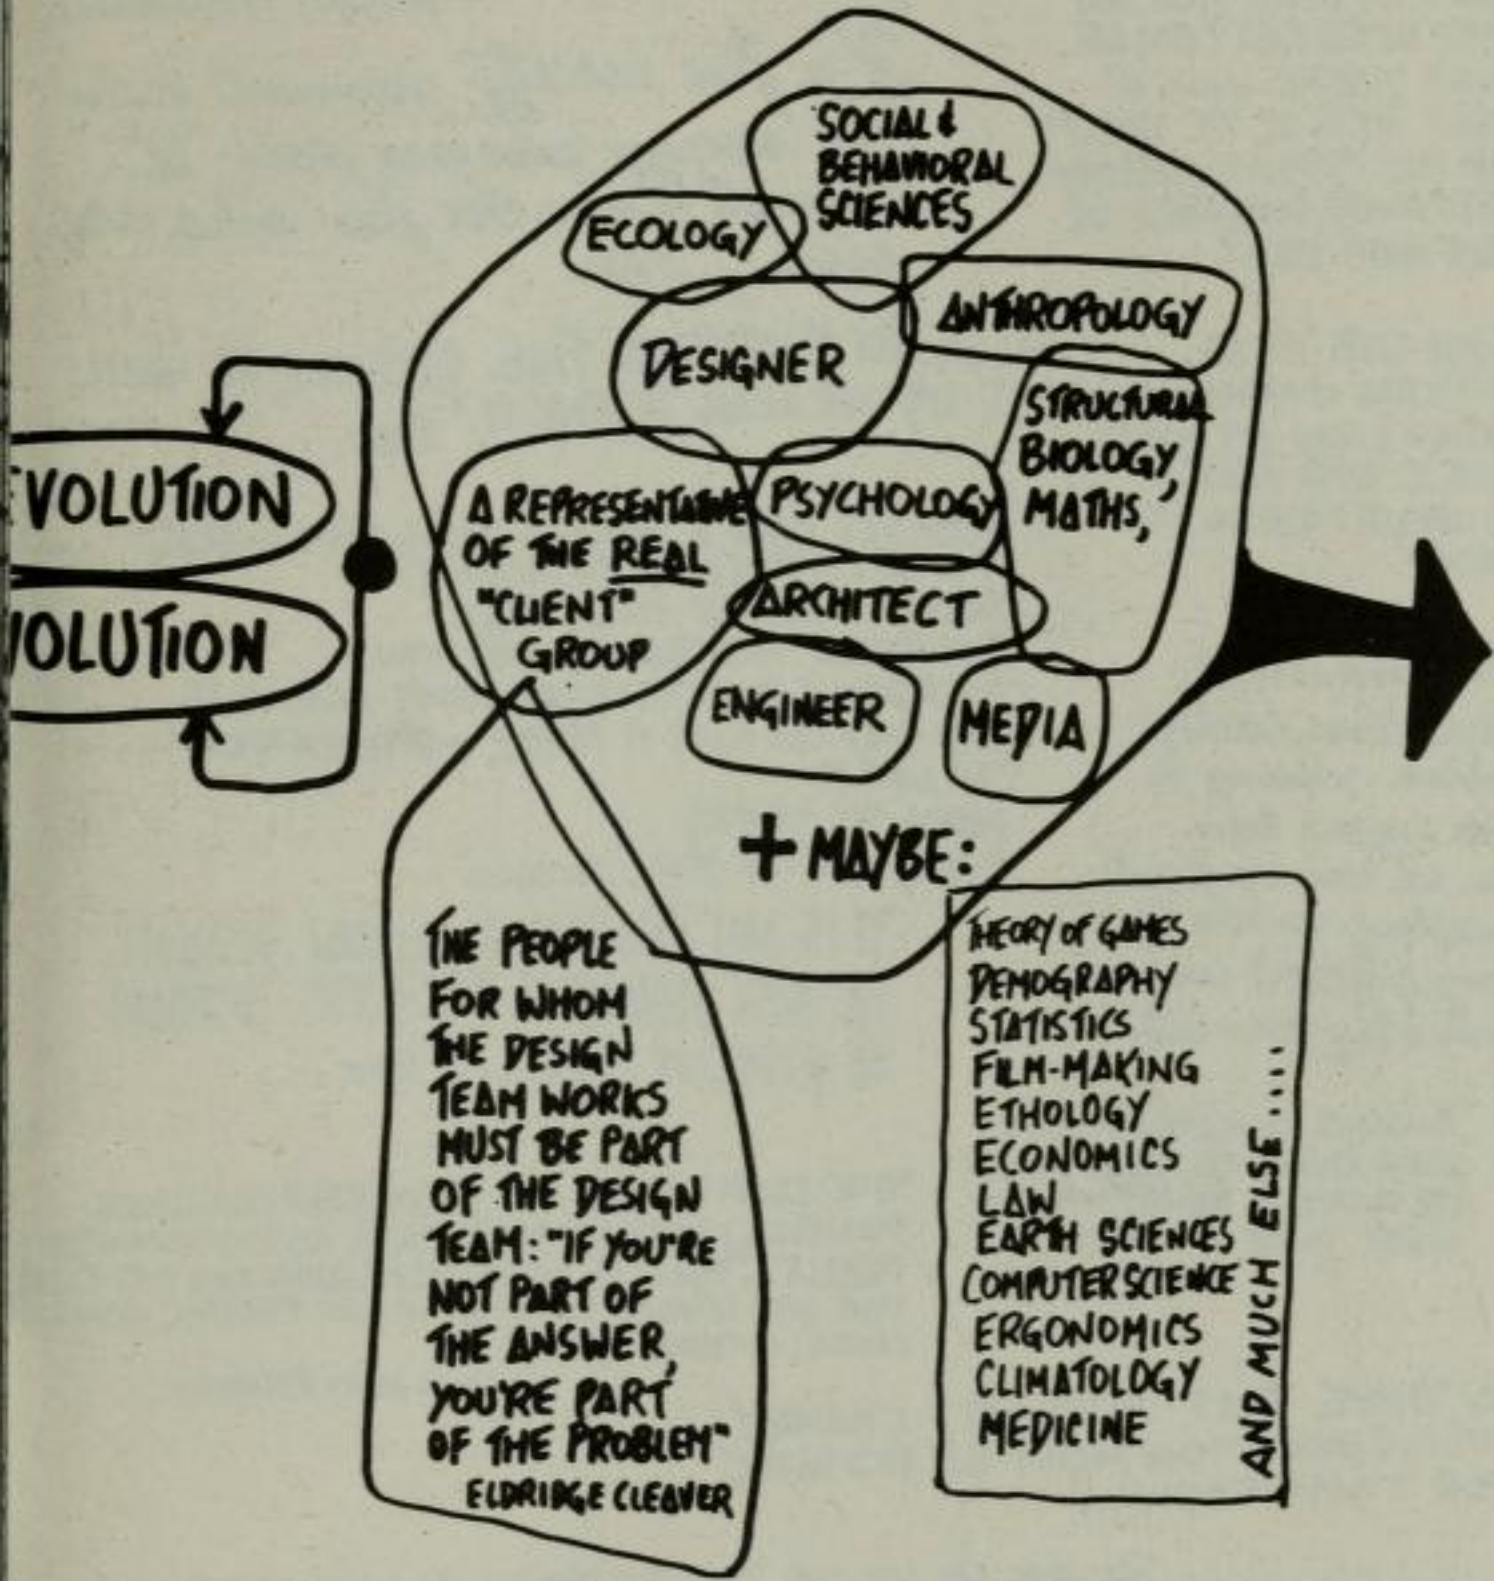 SOCIAL &
BEHAVIORAL
SCIENCES
ECOLOGY
ANTHROPOLOGY
DESIGNER
STRUCTURAL
BIOLOGY,
MATHS,
EVOLUTION
VOLUTION
A REPRESENTATIVE
OF THE REAL
"CLIENT"
GROUP
PSYCHOLOGY
ARCHITECT
ENGINEER
MEDIA
+ MAYBE:
THE PEOPLE
FOR WHOM
THE DESIGN
TEAM WORKS
MUST BE PART
OF THE DESIGN
TEAM: "IF YOU'RE
NOT PART OF
THE ANSWER,
YOU'RE PART
OF THE PROBLEM"
ELDRIDGE CLEAVER
THEORY OF GAMES
DEMOGRAPHY
STATISTICS
FILM-MAKING
ETHOLOGY
ECONOMICS
LAW
EARTH SCIENCES
COMPUTER SCIENCE
ERGONOMICS
CLIMATOLOGY
MEDICINE
AND MUCH ELSE....